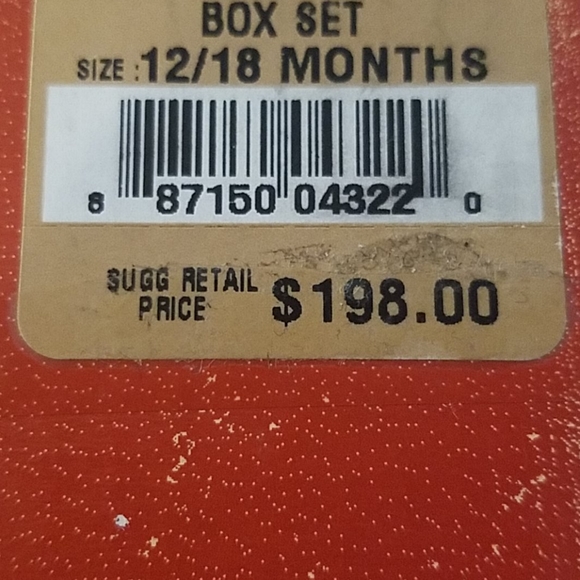 BOX SET
SIZE : 12/18 MONTHS
8 87150 04322 0
SUGG RETAIL
PRICE $198.00